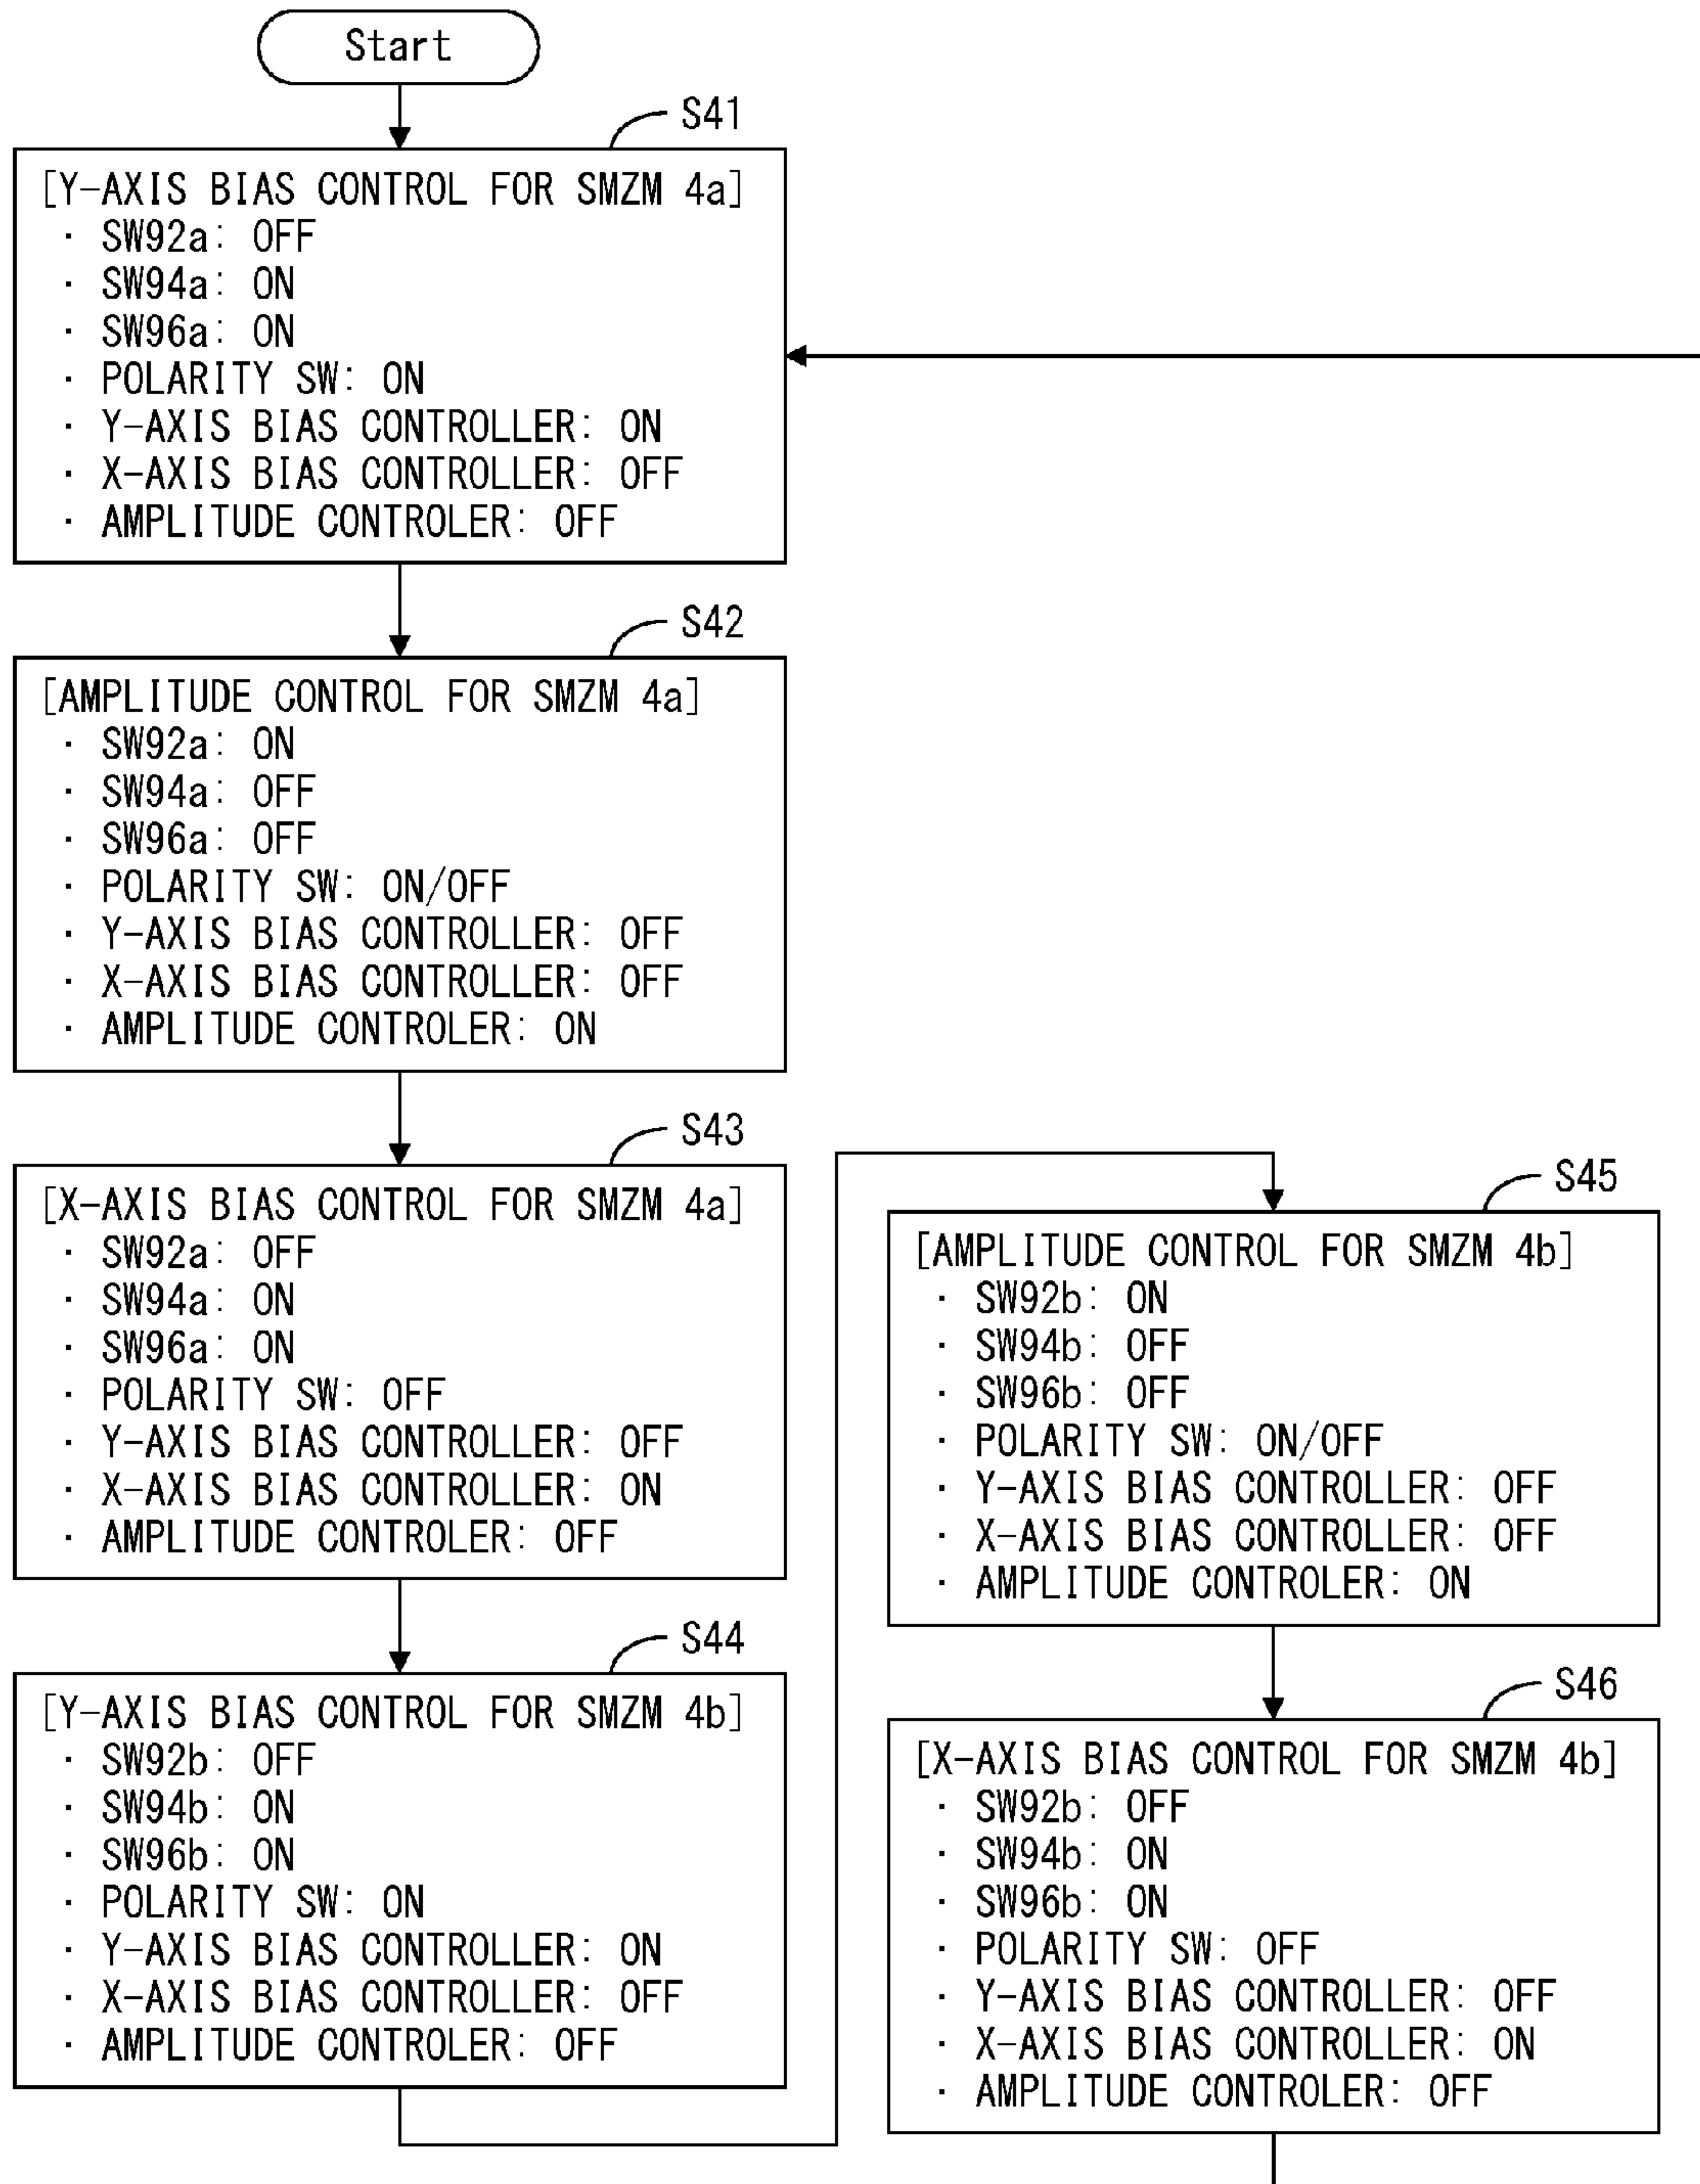 Start
S41
[Y-AXIS BIAS CONTROL FOR SMZM 4a]
· SW92a: OFF
· SW94a: ON
· SW96a: ON
· POLARITY SW: ON
· Y-AXIS BIAS CONTROLLER: ON
· X-AXIS BIAS CONTROLLER: OFF
· AMPLITUDE CONTROLER: OFF
S42
[AMPLITUDE CONTROL FOR SMZM 4a]
· SW92a: ON
· SW94a: OFF
· SW96a: OFF
· POLARITY SW: ON/OFF
· Y-AXIS BIAS CONTROLLER: OFF
· X-AXIS BIAS CONTROLLER: OFF
· AMPLITUDE CONTROLER: ON
S43
[X-AXIS BIAS CONTROL FOR SMZM 4a]
· SW92a: OFF
· SW94a: ON
· SW96a: ON
· POLARITY SW: OFF
· Y-AXIS BIAS CONTROLLER: OFF
· X-AXIS BIAS CONTROLLER: ON
· AMPLITUDE CONTROLER: OFF
S44
[Y-AXIS BIAS CONTROL FOR SMZM 4b]
· SW92b: OFF
· SW94b: ON
· SW96b: ON
· POLARITY SW: ON
· Y-AXIS BIAS CONTROLLER: ON
· X-AXIS BIAS CONTROLLER: OFF
· AMPLITUDE CONTROLER: OFF
S45
[AMPLITUDE CONTROL FOR SMZM 4b]
· SW92b: ON
· SW94b: OFF
· SW96b: OFF
· POLARITY SW: ON/OFF
· Y-AXIS BIAS CONTROLLER: OFF
· X-AXIS BIAS CONTROLLER: OFF
· AMPLITUDE CONTROLER: ON
S46
[X-AXIS BIAS CONTROL FOR SMZM 4b]
· SW92b: OFF
· SW94b: ON
· SW96b: ON
· POLARITY SW: OFF
· Y-AXIS BIAS CONTROLLER: OFF
· X-AXIS BIAS CONTROLLER: ON
· AMPLITUDE CONTROLER: OFF